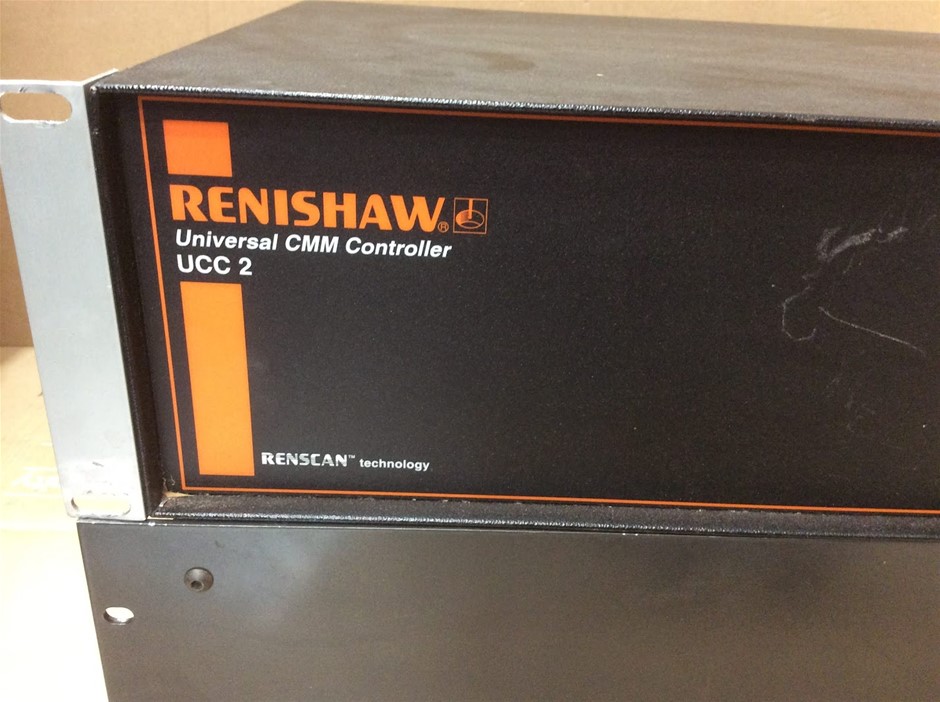 RENISHAW®
Universal CMM Controller
UCC 2
RENSCAN™ technology